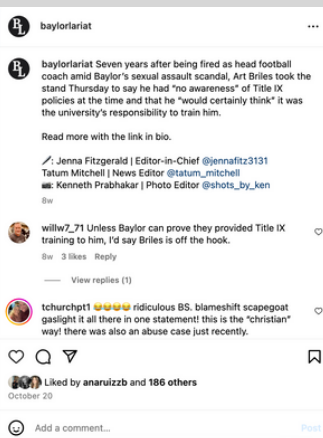 BL
baylorlariat
BL
baylorlariat Seven years after being fired as head football
coach amid Baylor's sexual assault scandal, Art Briles took the
stand Thursday to say he had "no awareness" of Title IX
policies at the time and that he "would certainly think" it was
the university's responsibility to train him.
Read more with the link in bio.
🖊: Jenna Fitzgerald | Editor-in-Chief @jennafitz3131
Tatum Mitchell | News Editor @tatum_mitchell
📸: Kenneth Prabhakar | Photo Editor @shots_by_ken
8w
willw7_71 Unless Baylor can prove they provided Title IX
training to him, I'd say Briles is off the hook.
8w 3 likes Reply
View replies (1)
tchurchpt1 😂😂😂😂 ridiculous BS. blameshift scapegoat
gaslight it all there in one statement! this is the "christian"
way! there was also an abuse case just recently.
Liked by anaruizzb and 186 others
October 20
Add a comment...
Post